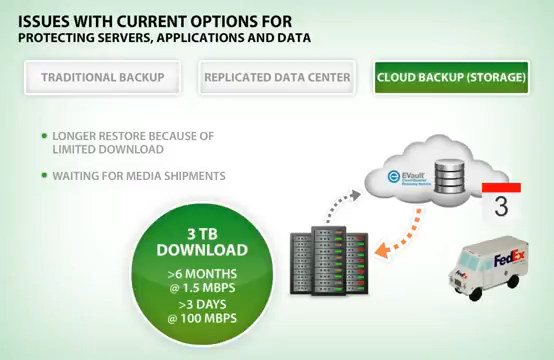 ISSUES WITH CURRENT OPTIONS FOR
PROTECTING SERVERS, APPLICATIONS AND DATA
TRADITIONAL BACKUP
REPLICATED DATA CENTER
CLOUD BACKUP (STORAGE)
• LONGER RESTORE BECAUSE OF
LIMITED DOWNLOAD
• WAITING FOR MEDIA SHIPMENTS
EVault
3
3 TB
DOWNLOAD
>6 MONTHS
@ 1.5 MBPS
>3 DAYS
@ 100 MBPS
FedEx
FedEx